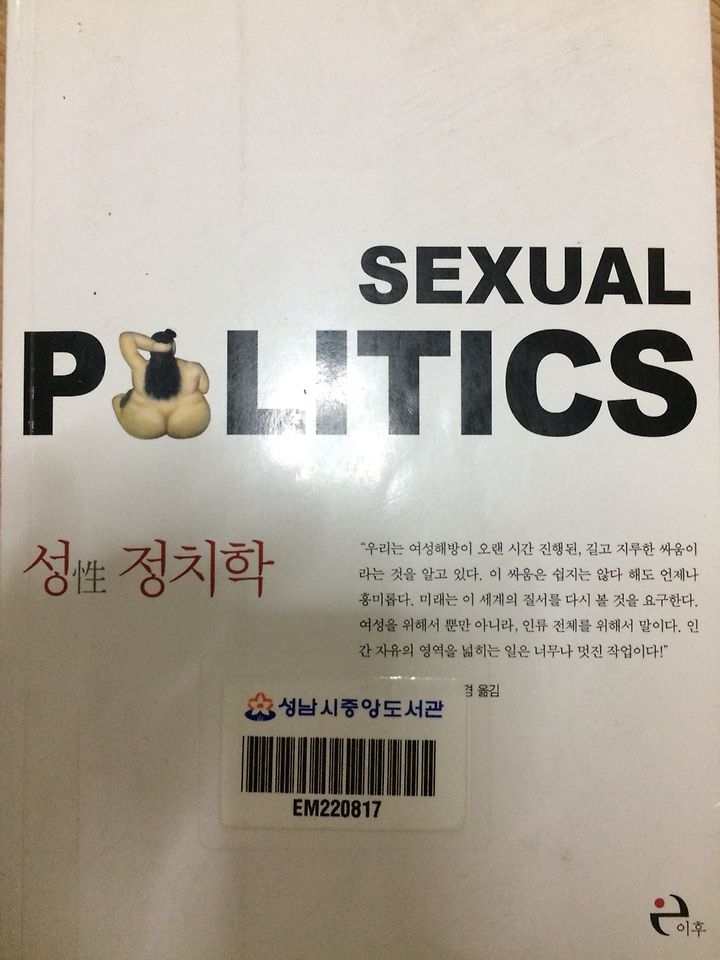 SEXUAL
P LITICS
성性 정치학
“우리는 여성해방이 오랜 시간 진행된, 길고 지루한 싸움이
라는 것을 알고 있다. 이 싸움은 쉽지는 않다 해도 언제나
흥미롭다. 미래는 이 세계의 질서를 다시 볼 것을 요구한다.
여성을 위해서 뿐만 아니라, 인류 전체를 위해서 말이다. 인
간 자유의 영역을 넓히는 일은 너무나 멋진 작업이다!”
경 옮김
성남시중앙도서관
EM220817
이후